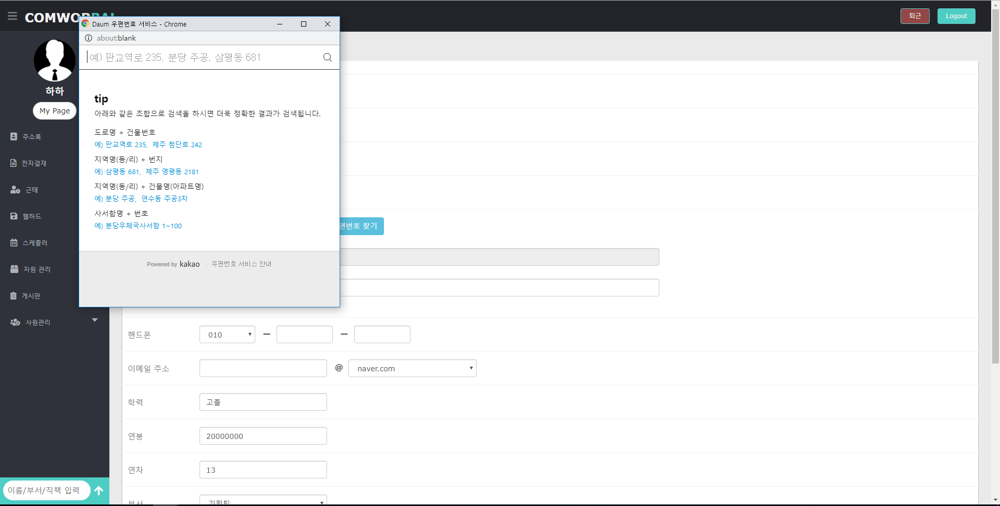 COMWOR
퇴근
Logout
하하
My Page
주소록
전자결재
근태
웹하드
스케줄러
자원 관리
게시판
사원관리
이름/부서/직책 입력
Daum 우편번호 서비스 - Chrome
about:blank
예) 판교역로 235, 분당 주공, 삼평동 681
tip
아래와 같은 조합으로 검색을 하시면 더욱 정확한 결과가 검색됩니다.
도로명 + 건물번호
예) 판교역로 235, 제주 첨단로 242
지역명(동/리) + 번지
예) 삼평동 681, 제주 영평동 2181
지역명(동/리) + 건물명(아파트명)
예) 분당 주공, 연수동 주공3차
사서함명 + 번호
예) 분당우체국사서함 1~100
Powered by kakao 우편번호 서비스 안내
편번호 찾기
핸드폰 010
이메일 주소 @ naver.com
학력 고졸
연봉 20000000
연차 13
부서 기획팀